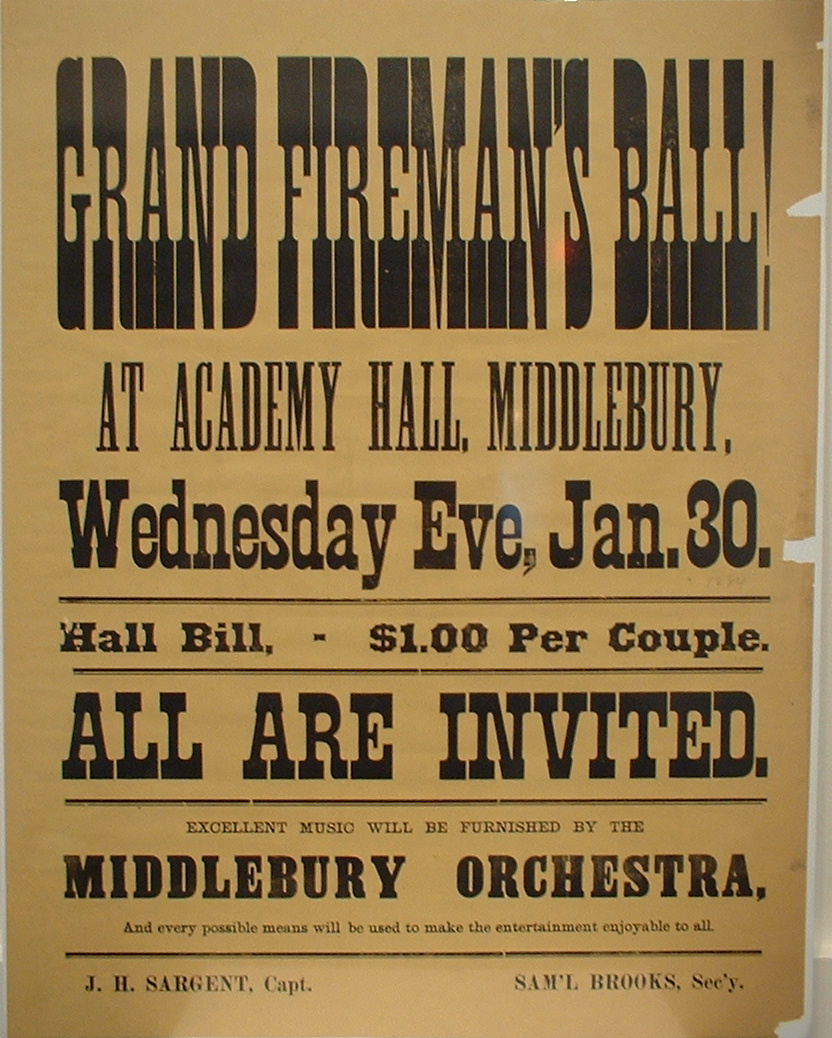 GRAND FIREMAN'S BALL!
AT ACADEMY HALL, MIDDLEBURY,
Wednesday Eve, Jan. 30.
Hall Bill, - $1.00 Per Couple.
ALL ARE INVITED.
EXCELLENT MUSIC WILL BE FURNISHED BY THE
MIDDLEBURY ORCHESTRA,
And every possible means will be used to make the entertainment enjoyable to all.
J. H. SARGENT, Capt. SAM'L BROOKS, Sec'y.